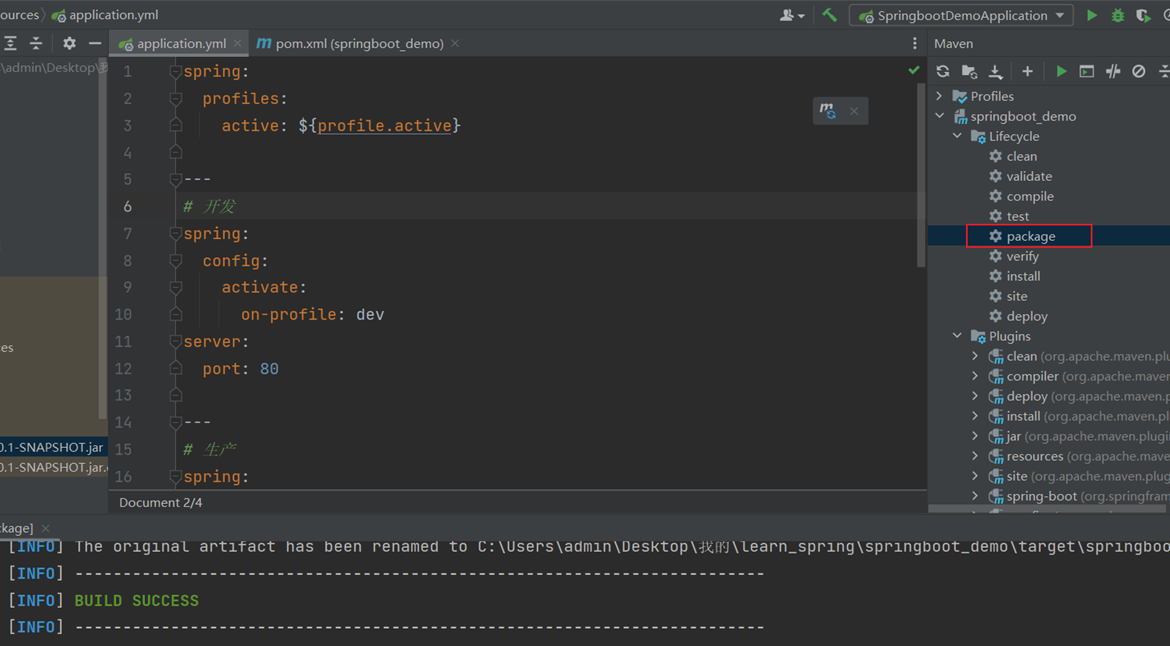 ources
application.yml
SpringbootDemoApplication
application.yml
pom.xml (springboot_demo)
Maven
\admin\Desktop\我
1 spring:
2 profiles:
3 active: ${profile.active}
4
5 ---
6 # 开发
7 spring:
8 config:
9 activate:
10 on-profile: dev
11 server:
12 port: 80
13
14 ---
15 # 生产
16 spring:
Document 2/4
es
0.1-SNAPSHOT.jar
0.1-SNAPSHOT.jar.
Profiles
springboot_demo
Lifecycle
clean
validate
compile
test
package
verify
install
site
deploy
Plugins
clean (org.apache.maven.plu
compiler (org.apache.maven
deploy (org.apache.maven.p
install (org.apache.maven.pl
jar (org.apache.maven.plugin
resources (org.apache.mave
site (org.apache.maven.plug
spring-boot (org.springfram
kage]
[INFO] The original artifact has been renamed to C:\Users\admin\Desktop\我的\learn_spring\springboot_demo\target\springboo
[INFO] ------------------------------------------------------------------------
[INFO] BUILD SUCCESS
[INFO] ------------------------------------------------------------------------